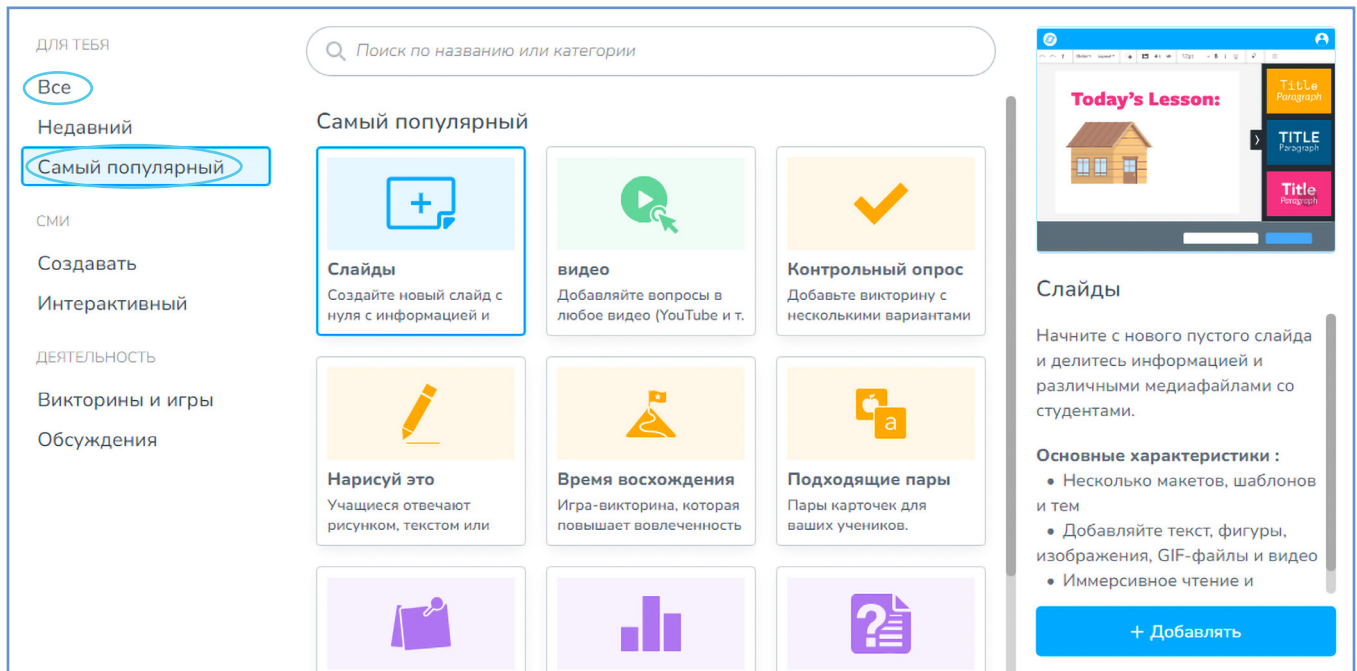 ДЛЯ ТЕБЯ
Все
Недавний
Самый популярный
СМИ
Создавать
Интерактивный
ДЕЯТЕЛЬНОСТЬ
Викторины и игры
Обсуждения
Поиск по названию или категории
Самый популярный
Слайды
Создайте новый слайд с
нуля с информацией и
видео
Добавляйте вопросы в
любое видео (YouTube и т.
Контрольный опрос
Добавьте викторину с
несколькими вариантами
Нарисуй это
Учащиеся отвечают
рисунком, текстом или
Время восхождения
Игра-викторина, которая
повышает вовлеченность
a
Подходящие пары
Пары карточек для
ваших учеников.
Today's Lesson:
Title
Paragraph
TITLE
Paragraph
Title
Paragraph
Слайды
Начните с нового пустого слайда
и делитесь информацией и
различными медиафайлами со
студентами.
Основные характеристики :
• Несколько макетов, шаблонов
и тем
• Добавляйте текст, фигуры,
изображения, GIF-файлы и видео
• Иммерсивное чтение и
+ Добавлять